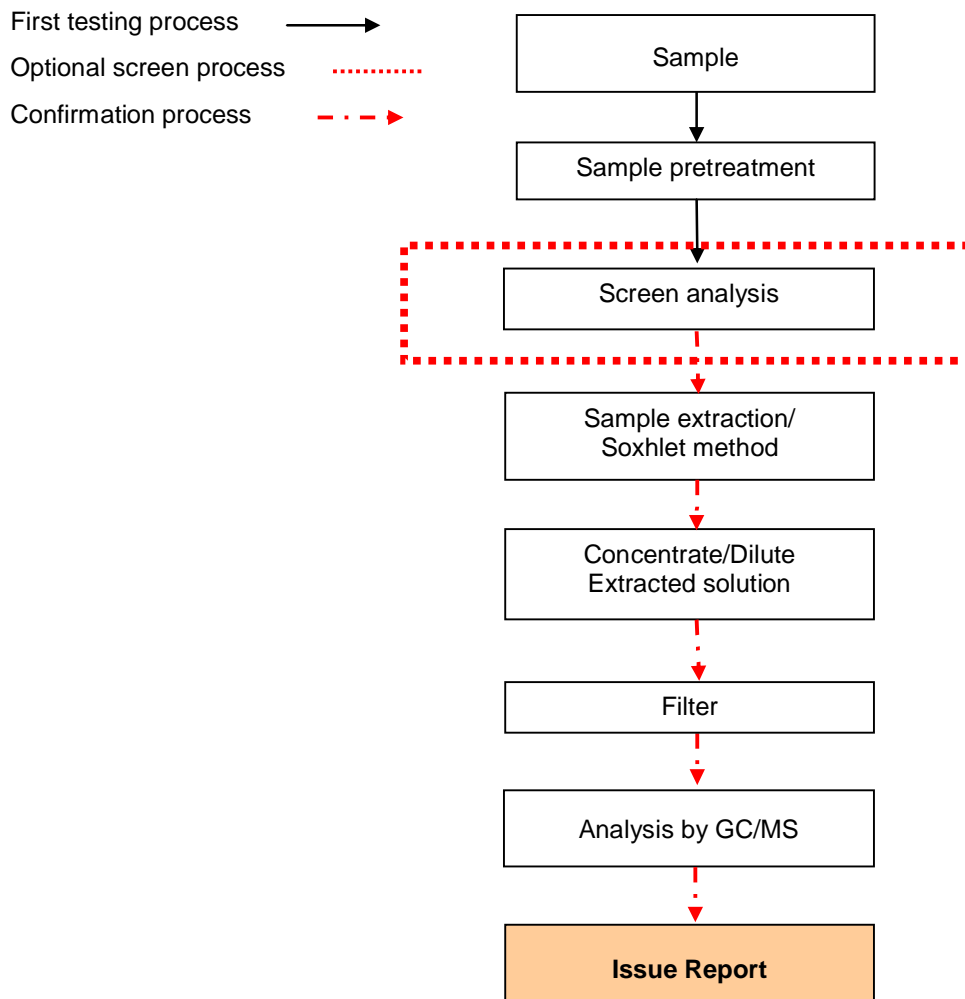 First testing process
Optional screen process
Confirmation process
Sample
Sample pretreatment
Screen analysis
Sample extraction/
Soxhlet method
Concentrate/Dilute
Extracted solution
Filter
Analysis by GC/MS
Issue Report